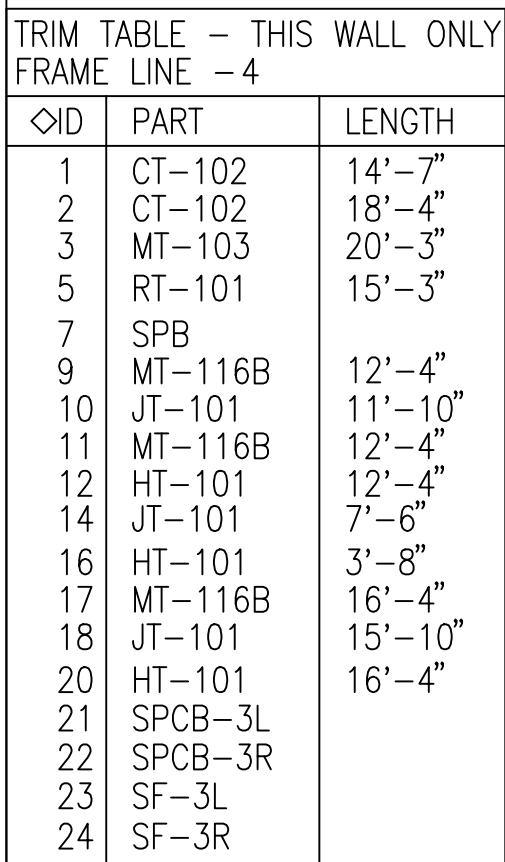 TRIM TABLE – THIS WALL ONLY
FRAME LINE –4
◇ID PART LENGTH
1 CT–102 14'–7"
2 CT–102 18'–4"
3 MT–103 20'–3"
5 RT–101 15'–3"
7 SPB
9 MT–116B 12'–4"
10 JT–101 11'–10"
11 MT–116B 12'–4"
12 HT–101 12'–4"
14 JT–101 7'–6"
16 HT–101 3'–8"
17 MT–116B 16'–4"
18 JT–101 15'–10"
20 HT–101 16'–4"
21 SPCB–3L
22 SPCB–3R
23 SF–3L
24 SF–3R